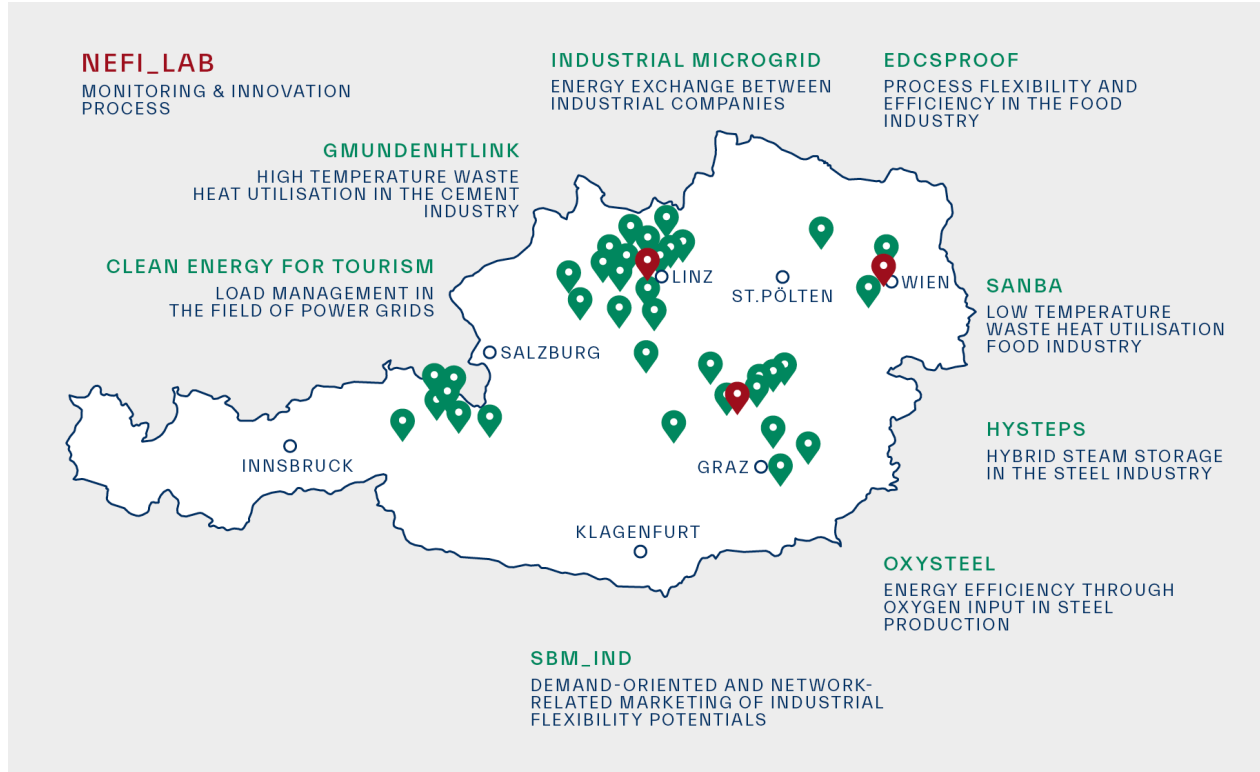 NEFI_LAB
MONITORING & INNOVATION
PROCESS
INDUSTRIAL MICROGRID
ENERGY EXCHANGE BETWEEN
INDUSTRIAL COMPANIES
EDCSPROOF
PROCESS FLEXIBILITY AND
EFFICIENCY IN THE FOOD
INDUSTRY
GMUNDENHTLINK
HIGH TEMPERATURE WASTE
HEAT UTILISATION IN THE CEMENT
INDUSTRY
CLEAN ENERGY FOR TOURISM
LOAD MANAGEMENT IN
THE FIELD OF POWER GRIDS
LINZ
ST.PÖLTEN
WIEN
SANBA
LOW TEMPERATURE
WASTE HEAT UTILISATION
FOOD INDUSTRY
SALZBURG
HYSTEPS
HYBRID STEAM STORAGE
IN THE STEEL INDUSTRY
INNSBRUCK
GRAZ
KLAGENFURT
OXYSTEEL
ENERGY EFFICIENCY THROUGH
OXYGEN INPUT IN STEEL
PRODUCTION
SBM_IND
DEMAND-ORIENTED AND NETWORK-
RELATED MARKETING OF INDUSTRIAL
FLEXIBILITY POTENTIALS